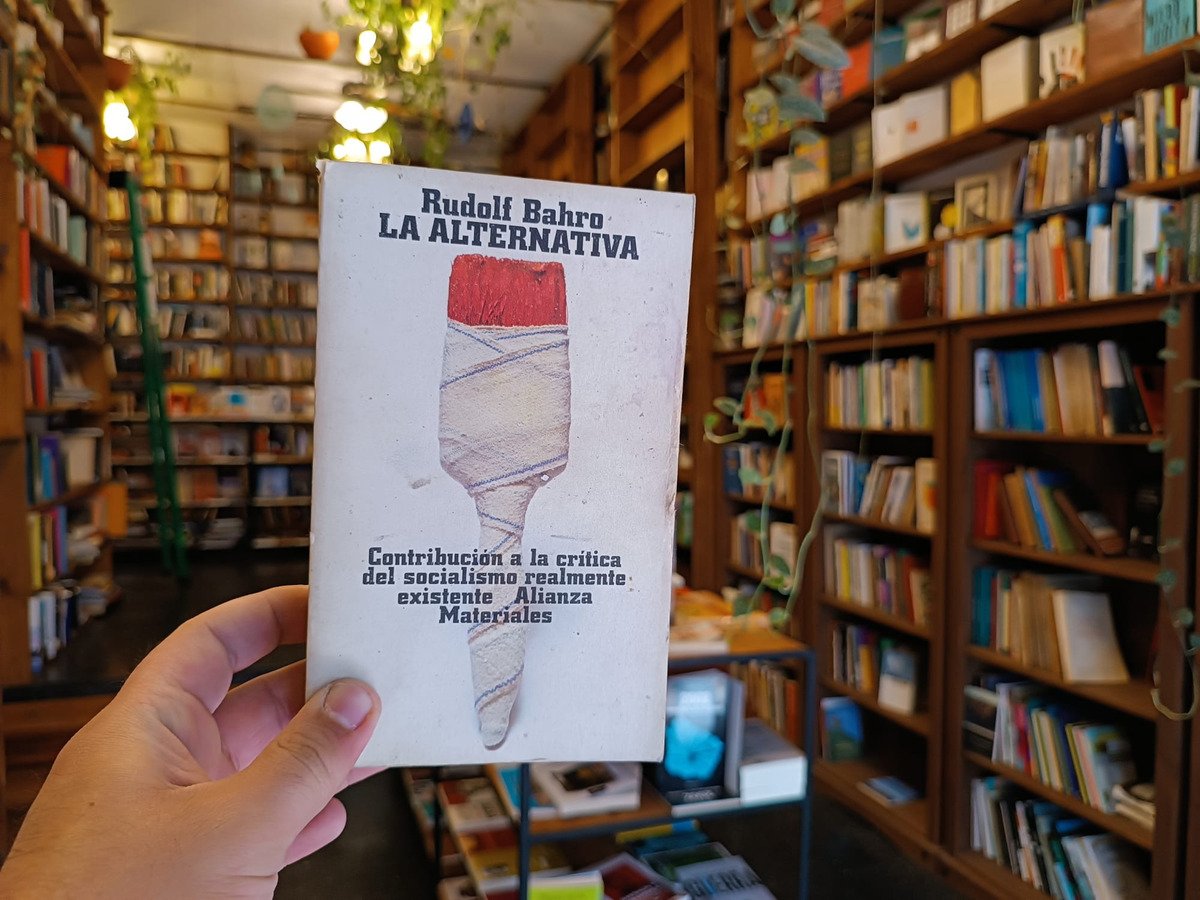 Rudolf Bahro
LA ALTERNATIVA
Contribución a la crítica
del socialismo realmente
existente Alianza
Materiales